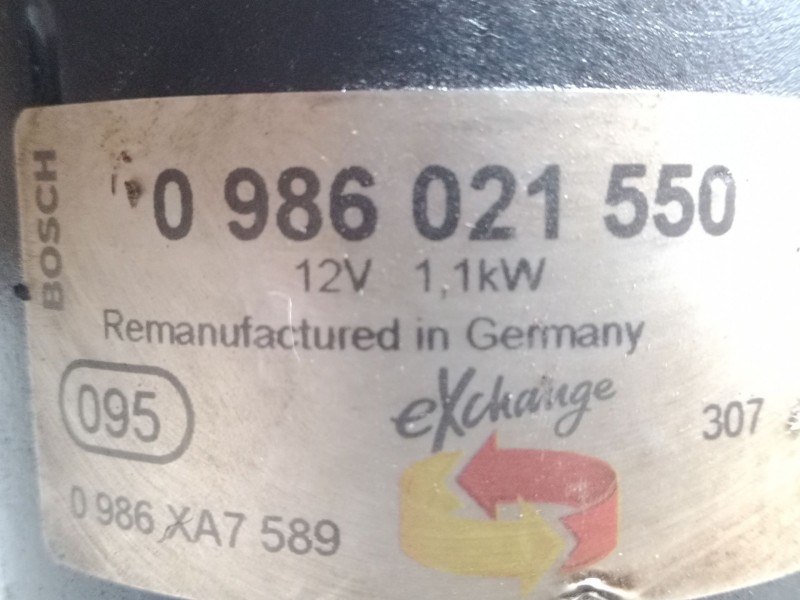 BOSCH
0 986 021 550
12V 1,1kW
Remanufactured in Germany
eXchange
095
307
0 986 XA7 589